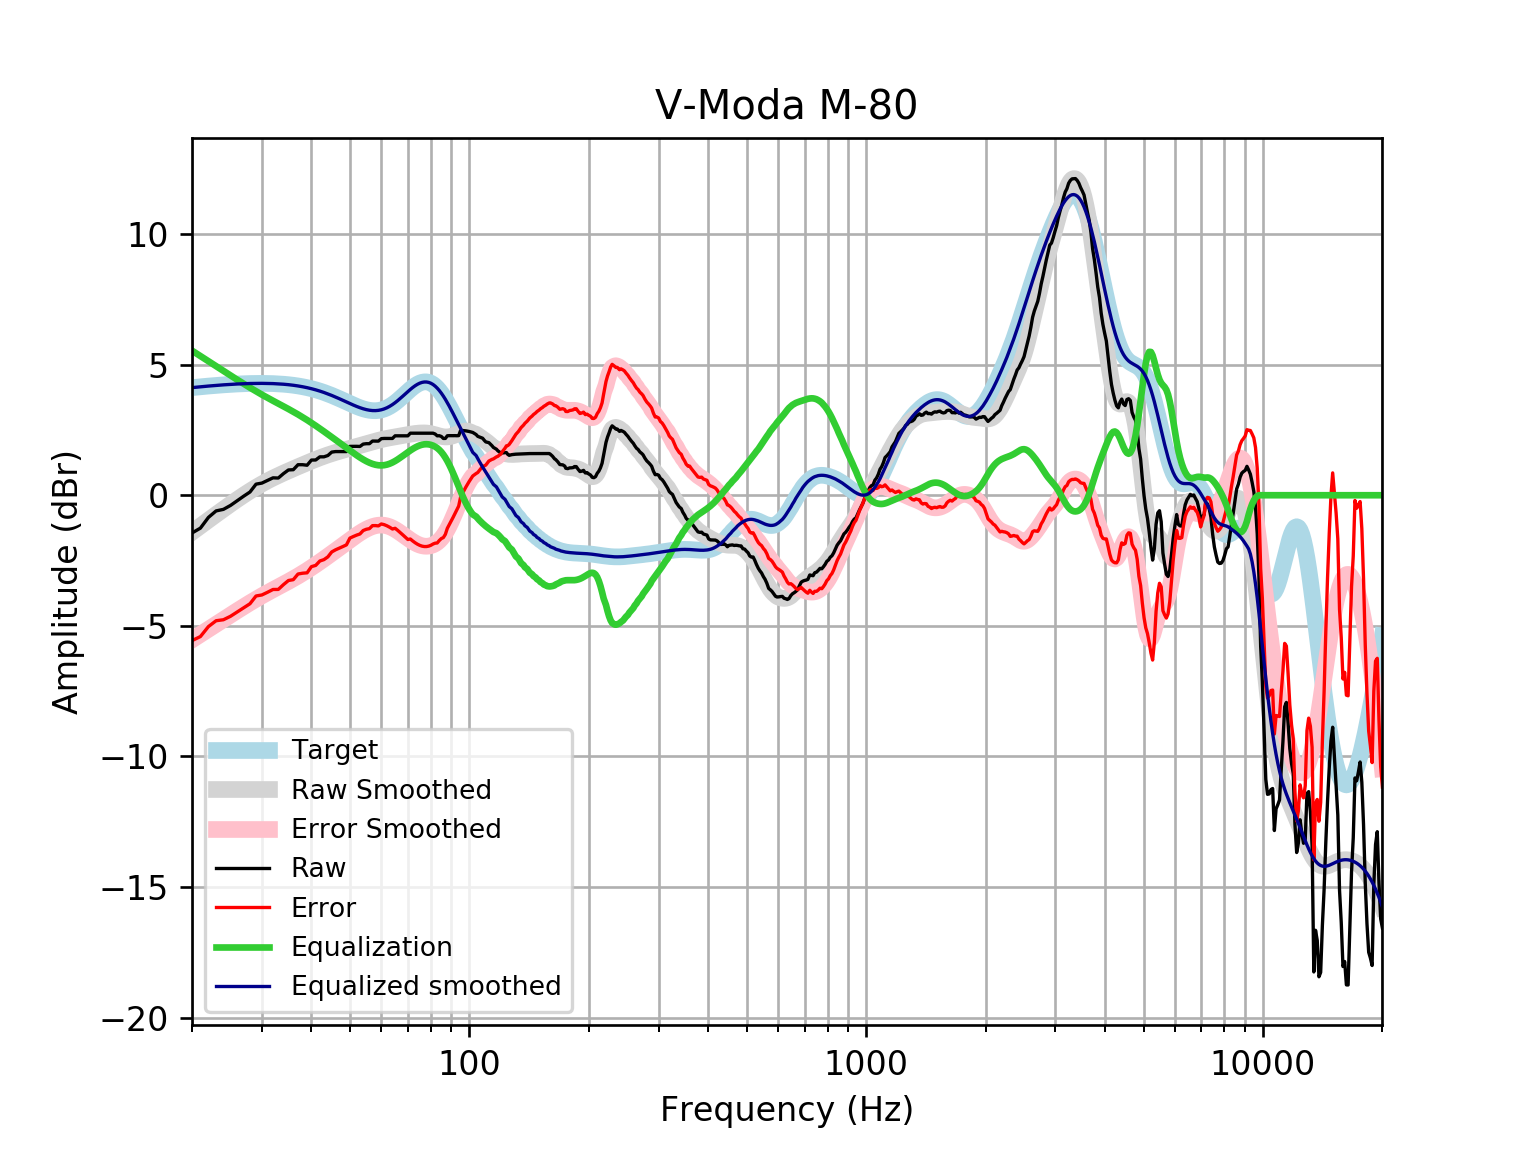 V-Moda M-80
Amplitude (dBr)
10
5
0
−5
−10
−15
−20
Target
Raw Smoothed
Error Smoothed
Raw
Error
Equalization
Equalized smoothed
100 1000 10000
Frequency (Hz)